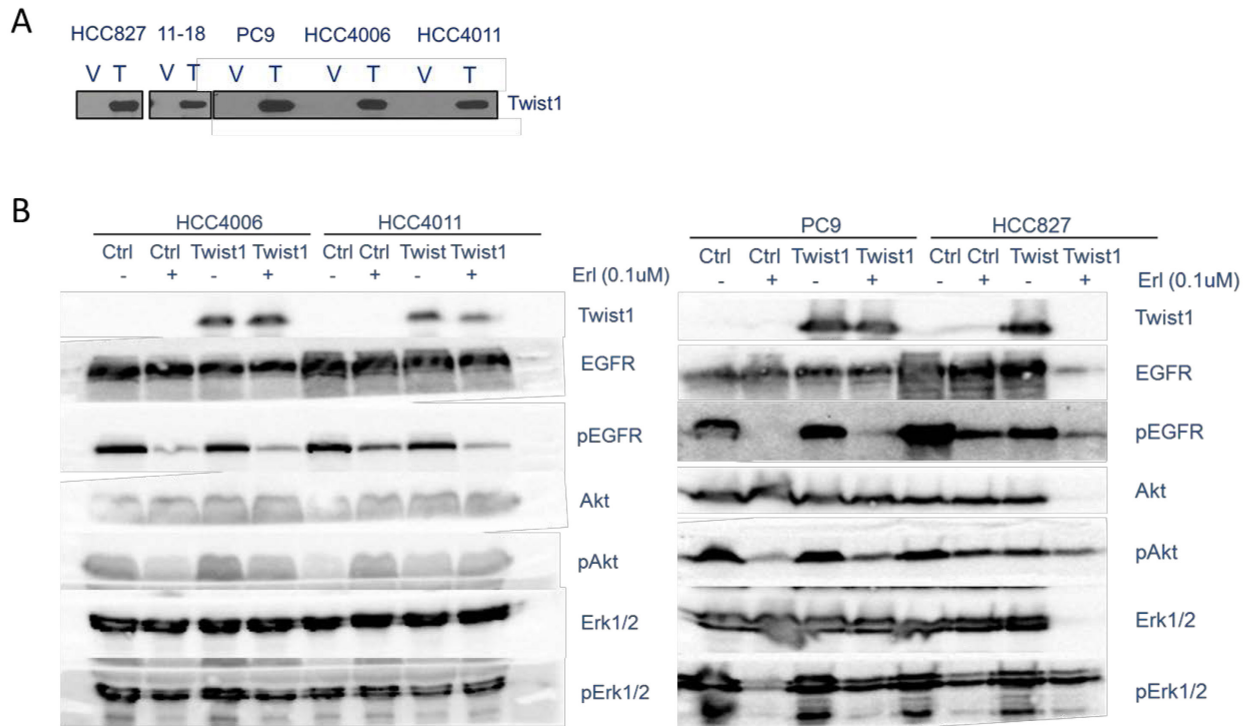 A
HCC827 11-18 PC9 HCC4006 HCC4011
V T V T V T V T V T
Twist1
B
HCC4006 HCC4011
Ctrl Ctrl Twist1 Twist1 Ctrl Ctrl Twist Twist1
- + - + - + - + Erl (0.1uM)
Twist1
EGFR
pEGFR
Akt
pAkt
Erk1/2
pErk1/2
PC9 HCC827
Ctrl Ctrl Twist1 Twist1 Ctrl Ctrl Twist Twist1
- + - + - + - + Erl (0.1uM)
Twist1
EGFR
pEGFR
Akt
pAkt
Erk1/2
pErk1/2